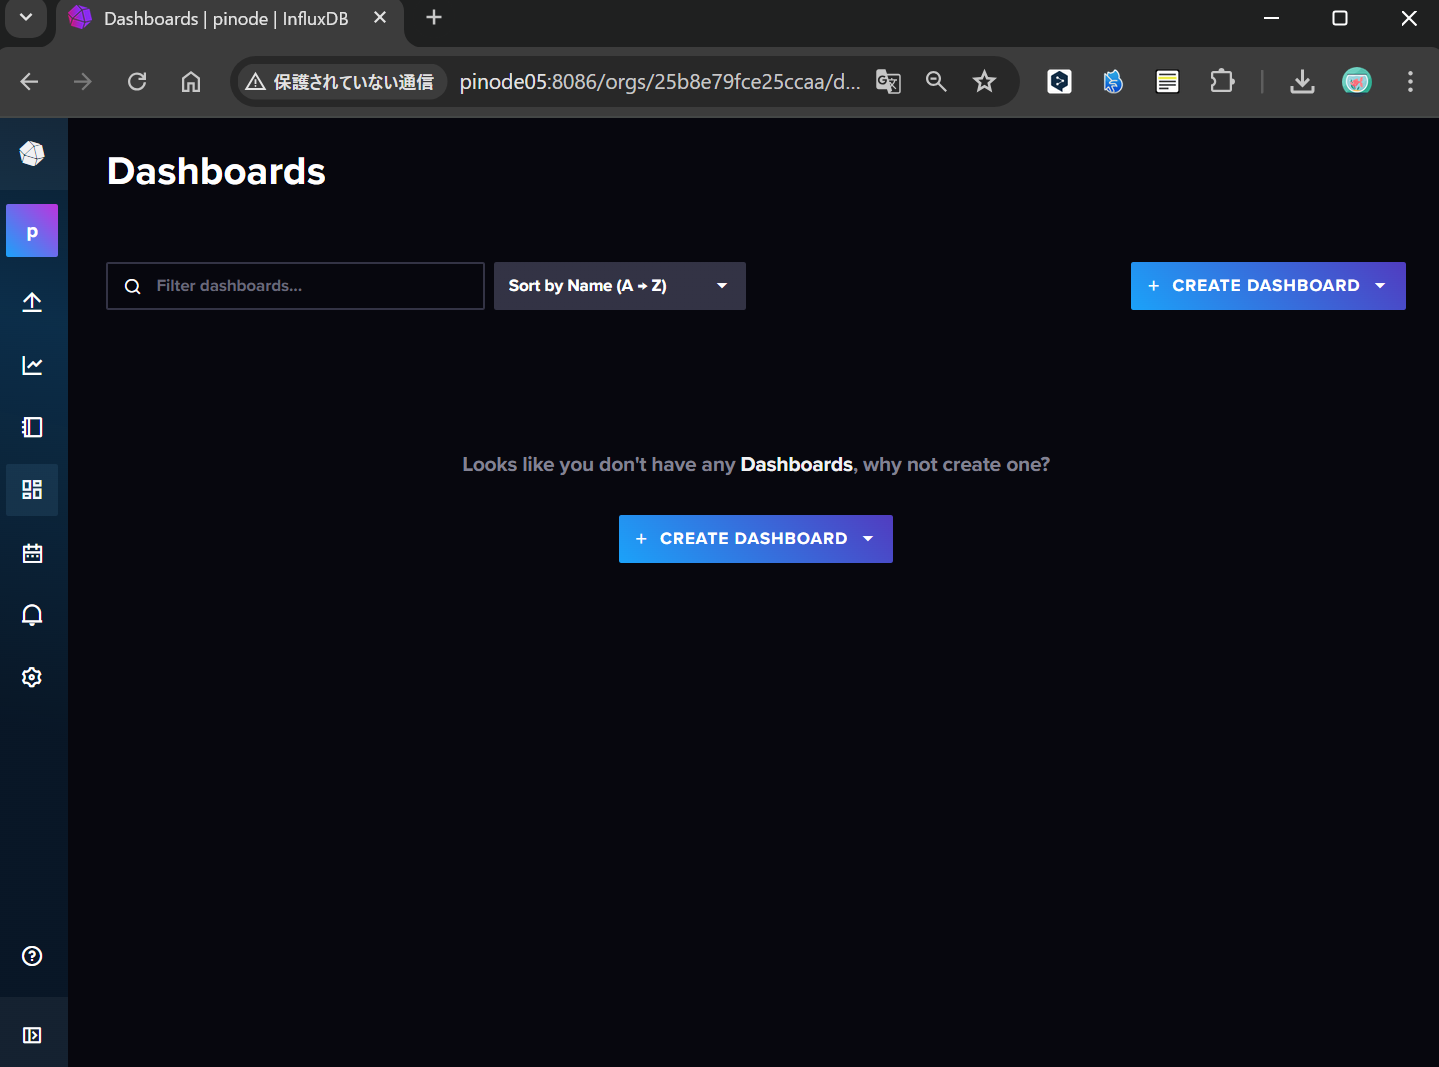 Dashboards | pinode | InfluxDB
保護されていない通信 pinode05:8086/orgs/25b8e79fce25ccaa/d...
Dashboards
p
Filter dashboards...
Sort by Name (A → Z)
+ CREATE DASHBOARD
Looks like you don't have any Dashboards, why not create one?
+ CREATE DASHBOARD